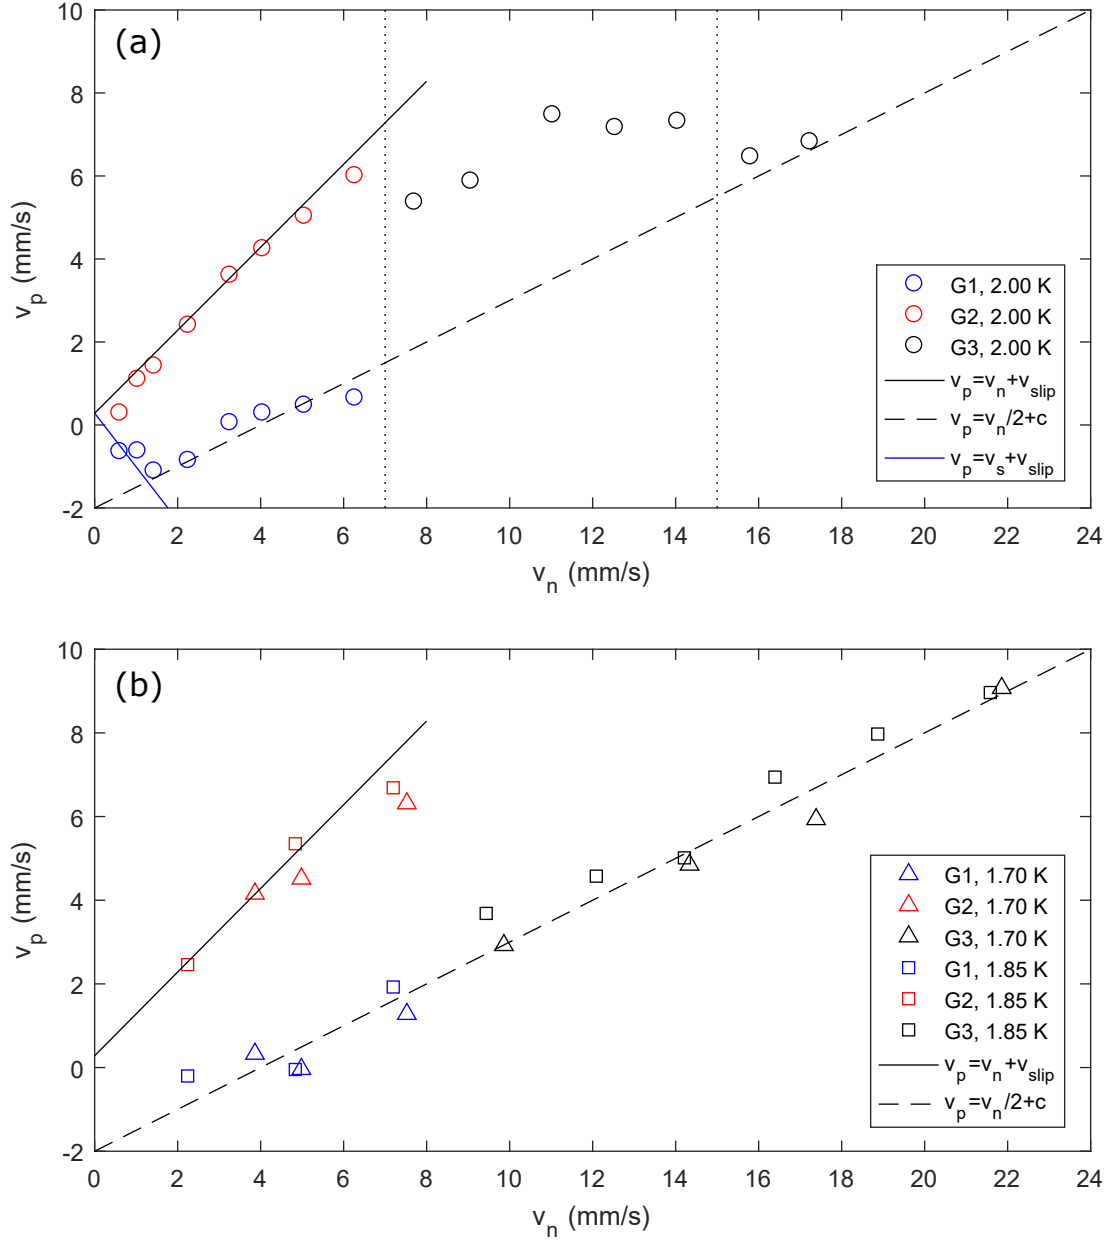 (a)
10
8
6
4
2
0
-2
v_p (mm/s)
0 2 4 6 8 10 12 14 16 18 20 22 24
v_n (mm/s)
G1, 2.00 K
G2, 2.00 K
G3, 2.00 K
v_p=v_n+v_slip
v_p=v_n/2+c
v_p=v_s+v_slip
(b)
10
8
6
4
2
0
-2
v_p (mm/s)
0 2 4 6 8 10 12 14 16 18 20 22 24
v_n (mm/s)
G1, 1.70 K
G2, 1.70 K
G3, 1.70 K
G1, 1.85 K
G2, 1.85 K
G3, 1.85 K
v_p=v_n+v_slip
v_p=v_n/2+c